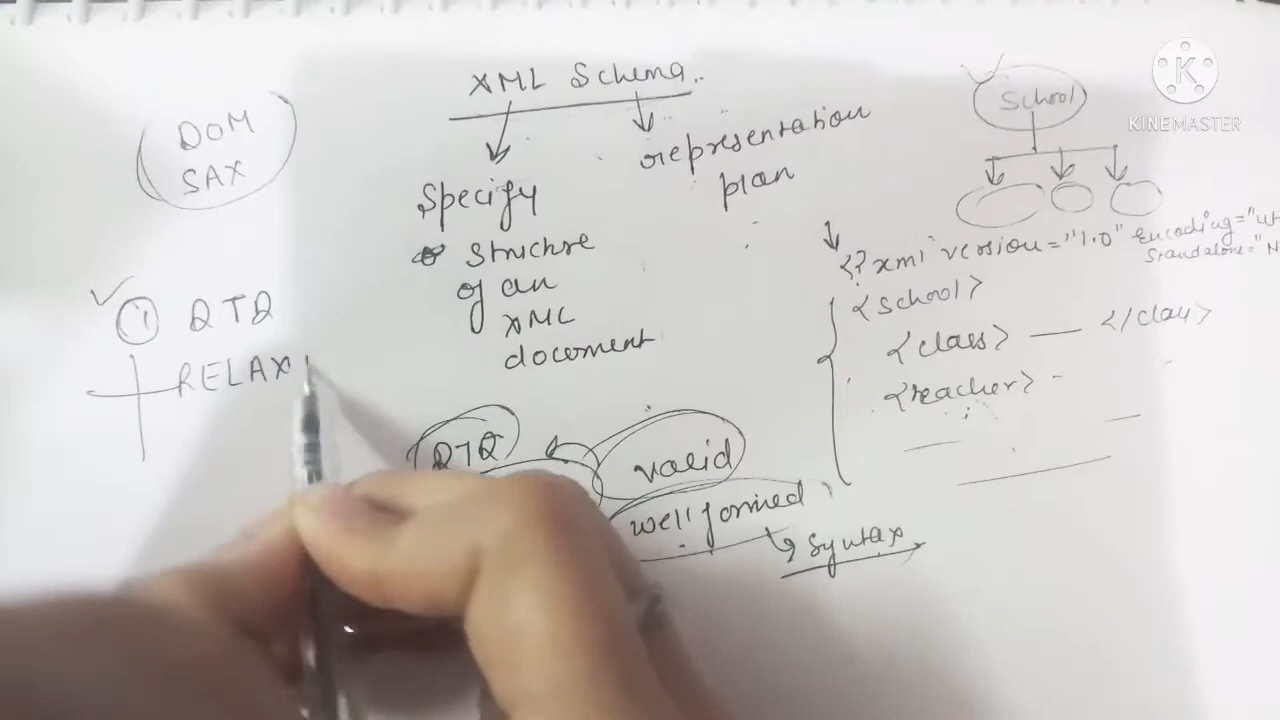 XML Schema..
DOM
SAX
Specify
structure
of an
XML
document
representation
plan
School
KINEMASTER
<?xml version="1.0" Encoding="ut
Standalone="N
<school>
<class> — </class>
<teacher> -
① DTD
RELAX
DTD
valid
well formed
Syntax